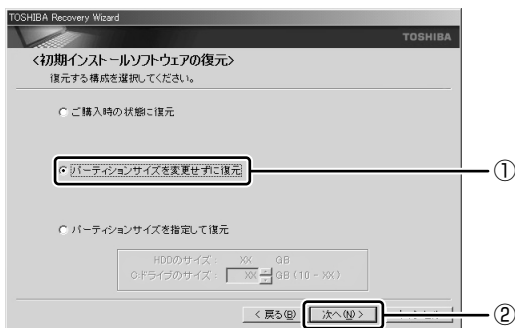 TOSHIBA Recovery Wizard
TOSHIBA
<初期インストールソフトウェアの復元>
復元する構成を選択してください。
ご購入時の状態に復元
パーティションサイズを変更せずに復元
①
パーティションサイズを指定して復元
HDDのサイズ： XX GB
Cドライブのサイズ： XX GB (10 - XX)
< 戻る(B)
次へ(N) >
②